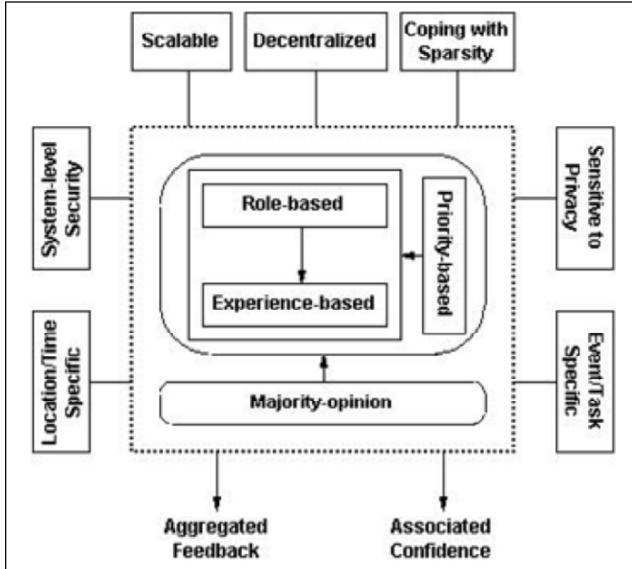 Scalable
Decentralized
Coping with
Sparsity
System-level
Security
Role-based
Priority-based
Sensitive to
Privacy
Experience-based
Location/Time
Specific
Majority-opinion
Event/Task
Specific
Aggregated
Feedback
Associated
Confidence